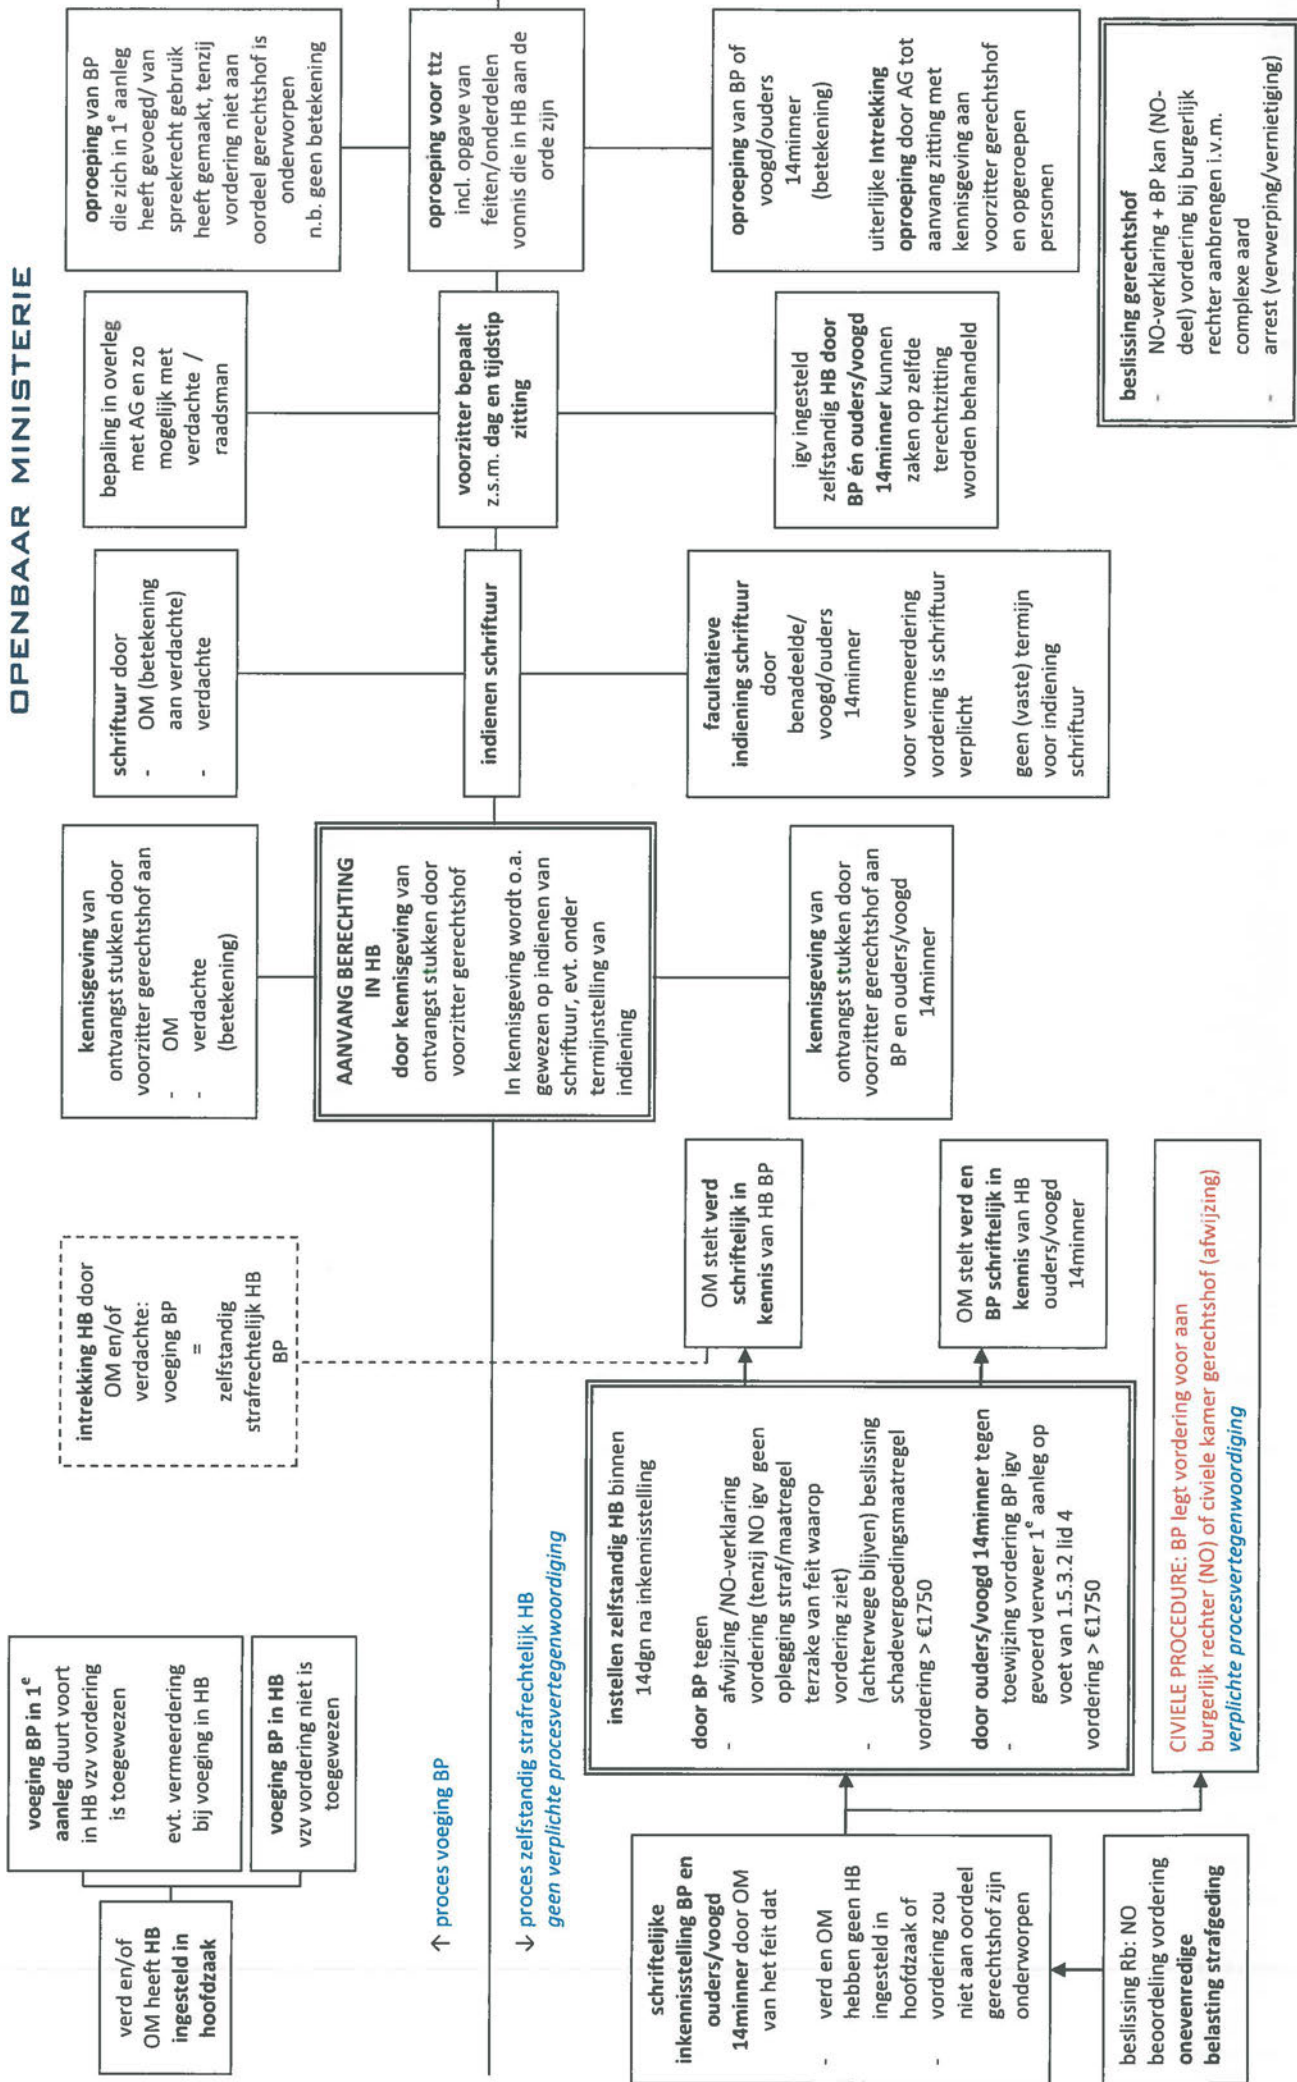 OPENBAAR MINISTERIE
verd en/of
OM heeft HB
ingesteld in
hoofdzaak
voeging BP in 1e
aanleg duurt voort
in HB vzv vordering
is toegewezen
evt. vermeerdering
bij voeging in HB
voeging BP in HB
vzv vordering niet is
toegewezen
intrekking HB door
OM en/of
verdachte:
voeging BP
=
zelfstandig
strafrechtelijk HB
BP
kennisgeving van
ontvangst stukken door
voorzitter gerechtshof aan
- OM
- verdachte
(betekening)
schriftuur door
- OM (betekening
aan verdachte)
- verdachte
bepaling in overleg
met AG en zo
mogelijk met
verdachte /
raadsman
oproeping van BP
die zich in 1e aanleg
heeft gevoegd/ van
spreekrecht gebruik
heeft gemaakt, tenzij
vordering niet aan
oordeel gerechtshof is
onderworpen
n.b. geen betekening
↑ proces voeging BP
↓ proces zelfstandig strafrechtelijk HB
geen verplichte procesvertegenwoordiging
AANVANG BERECHTING
IN HB
door kennisgeving van
ontvangst stukken door
voorzitter gerechtshof
In kennisgeving wordt o.a.
gewezen op indienen van
schriftuur, evt. onder
termijnstelling van
indiening
indienen schriftuur
voorzitter bepaalt
z.s.m. dag en tijdstip
zitting
oproeping voor ttz
incl. opgave van
feiten/onderdelen
vonnis die in HB aan de
orde zijn
schriftelijke
inkennisstelling BP en
ouders/voogd
14minner door OM
van het feit dat
- verd en OM
hebben geen HB
ingesteld in
hoofdzaak of
- vordering zou
niet aan oordeel
gerechtshof zijn
onderworpen
beslissing Rb: NO
beoordeling vordering
onevenredige
belasting strafgeding
instellen zelfstandig HB binnen
14dgn na inkennisstelling
door BP tegen
- afwijzing /NO-verklaring
vordering (tenzij NO igv geen
oplegging straf/maatregel
terzake van feit waarop
vordering ziet)
- (achterwege blijven) beslissing
schadevergoedingsmaatregel
vordering > €1750
door ouders/voogd 14minner tegen
- toewijzing vordering BP igv
gevoerd verweer 1e aanleg op
voet van 1.5.3.2 lid 4
vordering > €1750
CIVIELE PROCEDURE: BP legt vordering voor aan
burgerlijk rechter (NO) of civiele kamer gerechtshof (afwijzing)
verplichte procesvertegenwoordiging
OM stelt verd
schriftelijk in
kennis van HB BP
OM stelt verd en
BP schriftelijk in
kennis van HB
ouders/voogd
14minner
kennisgeving van
ontvangst stukken door
voorzitter gerechtshof aan
BP en ouders/voogd
14minner
facultatieve
indiening schriftuur
door
benadeelde/
voogd/ouders
14minner
voor vermeerdering
vordering is schriftuur
verplicht
geen (vaste) termijn
voor indiening
schriftuur
igv ingesteld
zelfstandig HB door
BP én ouders/voogd
14minner kunnen
zaken op zelfde
terechtzitting
worden behandeld
oproeping van BP of
voogd/ouders
14minner
(betekening)
uiterlijke Intrekking
oproeping door AG tot
aanvang zitting met
kennisgeving aan
voorzitter gerechtshof
en opgeroepen
personen
beslissing gerechtshof
- NO-verklaring + BP kan (NO-
deel) vordering bij burgerlijk
rechter aanbrengen i.v.m.
complexe aard
- arrest (verwerping/vernietiging)